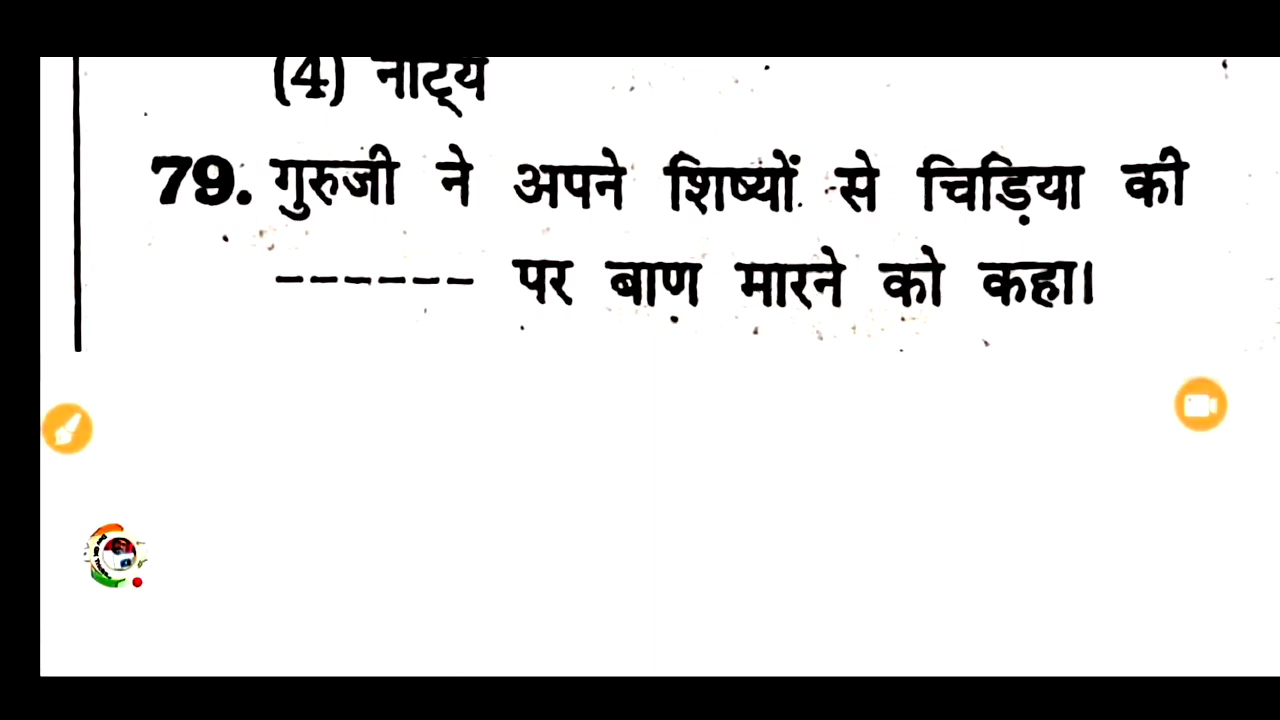 (4) नाट्य
79. गुरुजी ने अपने शिष्यों से चिड़िया की
------ पर बाण मारने को कहा।